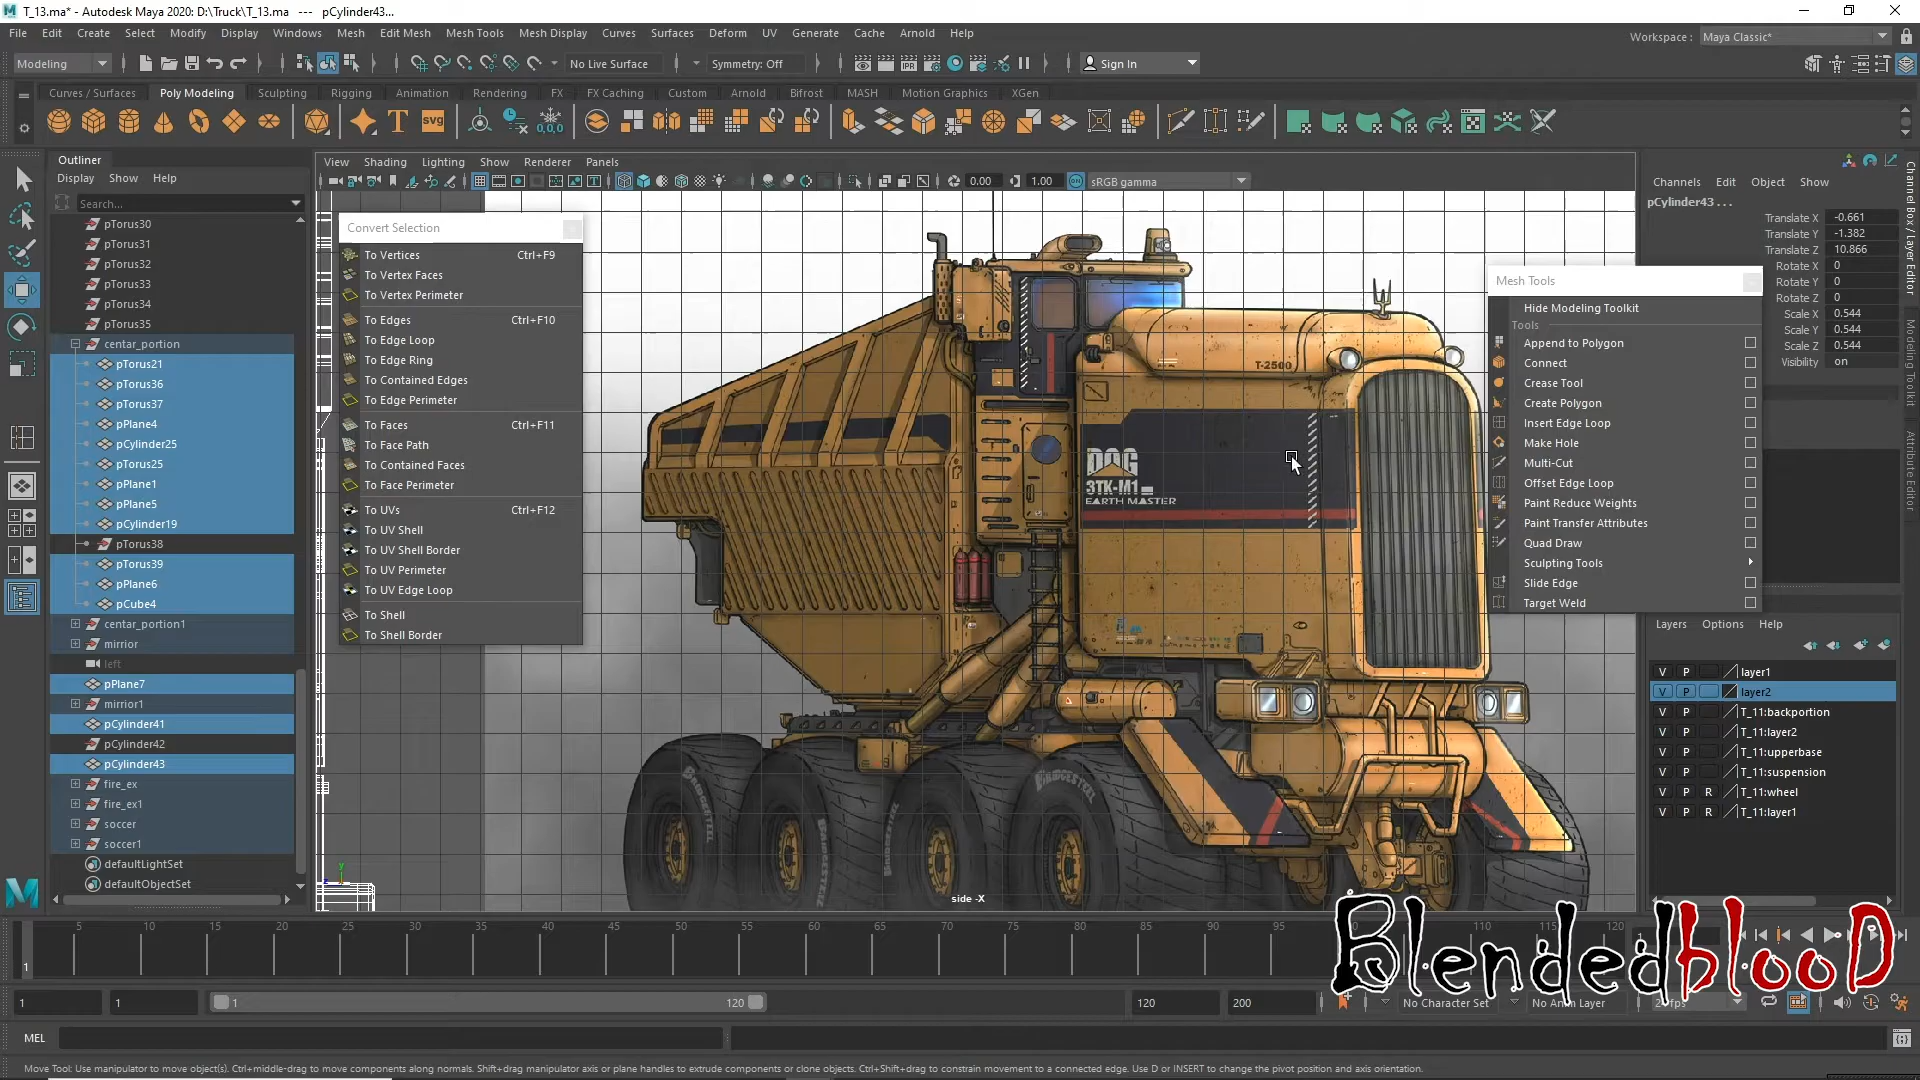 T_13.ma* - Autodesk Maya 2020: D:\Truck\T_13.ma --- pCylinder43...
File Edit Create Select Modify Display Windows Mesh Edit Mesh Mesh Tools Mesh Display Curves Surfaces Deform UV Generate Cache Arnold Help
Workspace : Maya Classic*
Modeling
No Live Surface
Symmetry: Off
Sign In
Curves / Surfaces Poly Modeling Sculpting Rigging Animation Rendering FX FX Caching Custom Arnold Bifrost MASH Motion Graphics XGen
Outliner
Display Show Help
Search...
pTorus30
pTorus31
pTorus32
pTorus33
pTorus34
pTorus35
centar_portion
pTorus21
pTorus36
pTorus37
pPlane4
pCylinder25
pTorus25
pPlane1
pPlane5
pCylinder19
pTorus38
pTorus39
pPlane6
pCube4
centar_portion1
mirrior
left
pPlane7
mirrior1
pCylinder41
pCylinder42
pCylinder43
fire_ex
fire_ex1
soccer
soccer1
defaultLightSet
defaultObjectSet
View Shading Lighting Show Renderer Panels
0.00 1.00 sRGB gamma
Convert Selection
To Vertices Ctrl+F9
To Vertex Faces
To Vertex Perimeter
To Edges Ctrl+F10
To Edge Loop
To Edge Ring
To Contained Edges
To Edge Perimeter
To Faces Ctrl+F11
To Face Path
To Contained Faces
To Face Perimeter
To UVs Ctrl+F12
To UV Shell
To UV Shell Border
To UV Perimeter
To UV Edge Loop
To Shell
To Shell Border
T-2500
DOG
3TK-M1
EARTH MASTER
side -X
Mesh Tools
Hide Modeling Toolkit
Tools
Append to Polygon
Connect
Crease Tool
Create Polygon
Insert Edge Loop
Make Hole
Multi-Cut
Offset Edge Loop
Paint Reduce Weights
Paint Transfer Attributes
Quad Draw
Sculpting Tools
Slide Edge
Target Weld
Channels Edit Object Show
pCylinder43 ...
Translate X -0.661
Translate Y -1.382
Translate Z 10.866
Rotate X 0
Rotate Y 0
Rotate Z 0
Scale X 0.544
Scale Y 0.544
Scale Z 0.544
Visibility on
Channel Box / Layer Editor
Modeling Toolkit
Attribute Editor
Layers Options Help
V P layer1
V P layer2
V P T_11:backportion
V P T_11:layer2
V P T_11:upperbase
V P T_11:suspension
V P R T_11:wheel
V P R T_11:layer1
5 10 15 20 25 30 35 40 45 50 55 60 65 70 75 80 85 90 95 110 115 120
1
BlendedblooD
1 1 1 120 120 200 No Character Set No Anim Layer
MEL
Move Tool: Use manipulator to move object(s). Ctrl+middle-drag to move components along normals. Shift+drag manipulator axis or plane handles to extrude components or clone objects. Ctrl+Shift+drag to constrain movement to a connected edge. Use D or INSERT to change the pivot position and axis orientation.